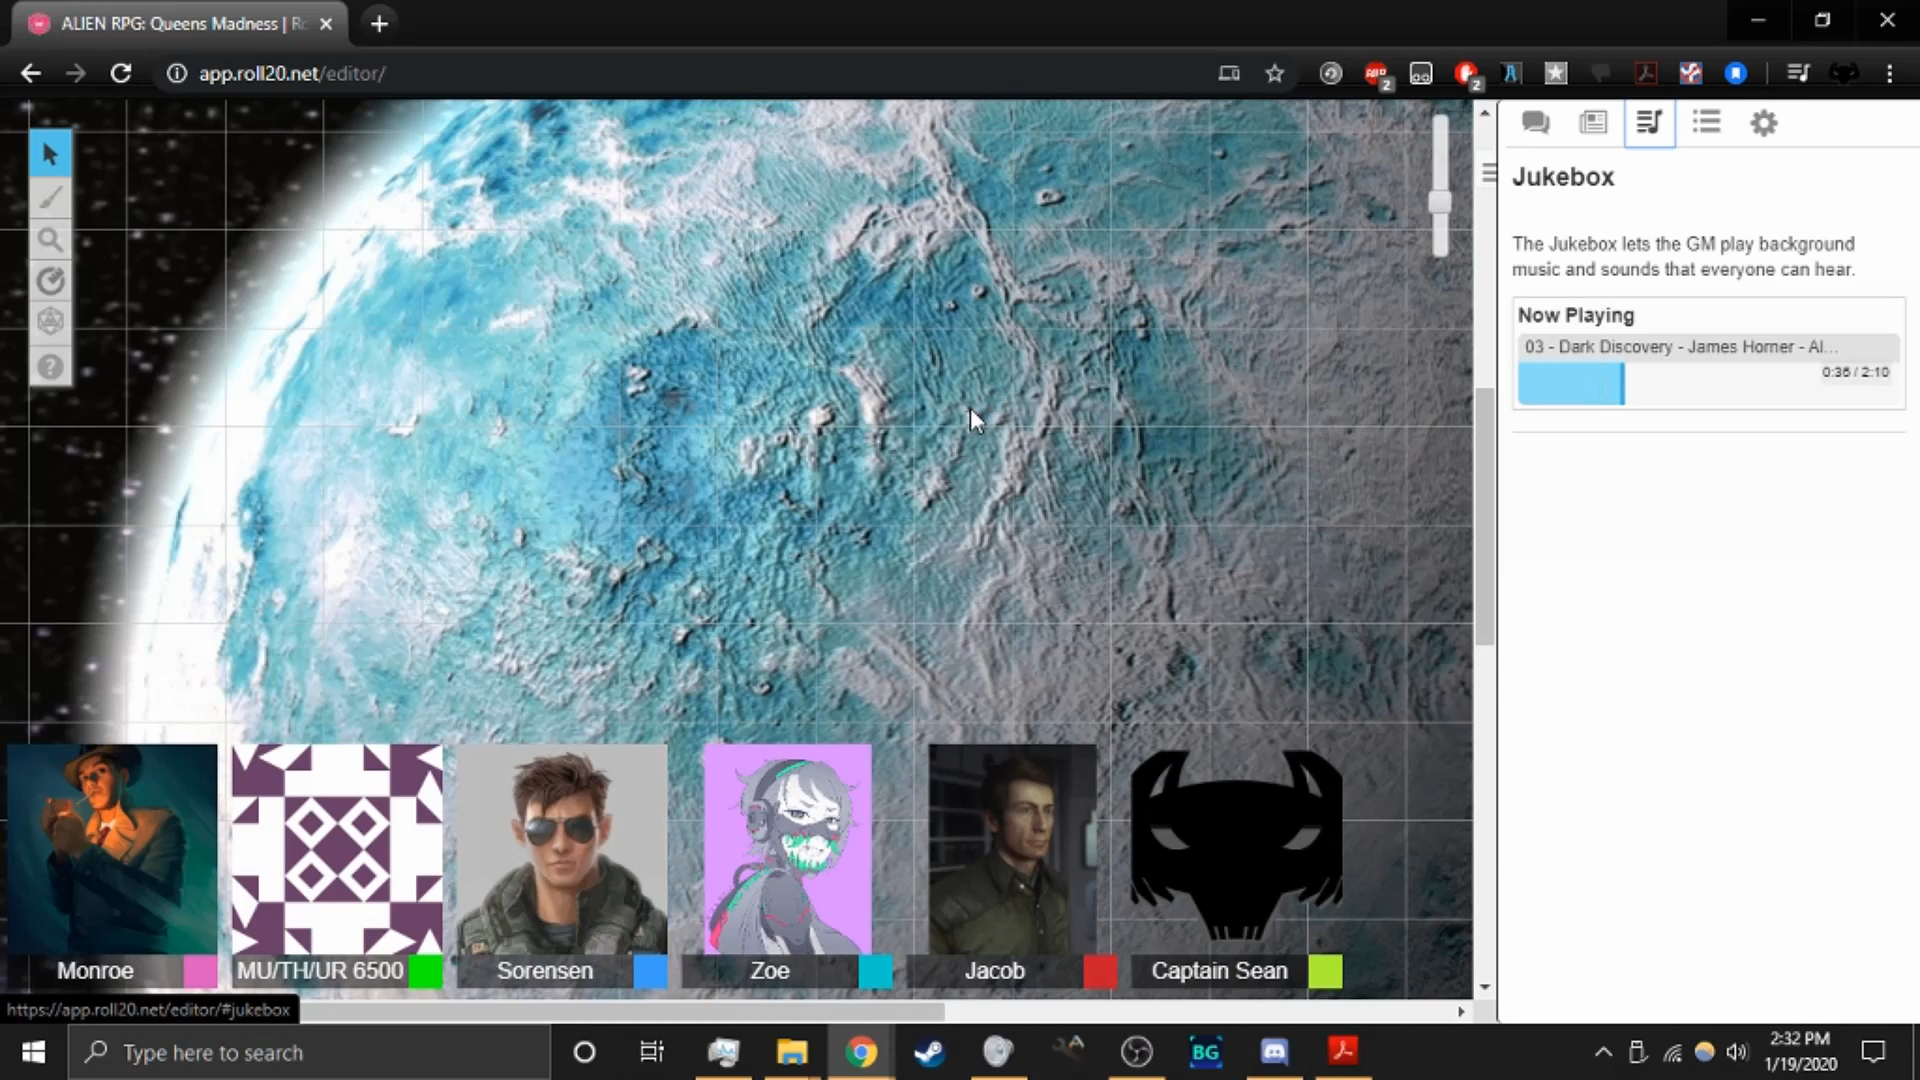 ALIEN RPG: Queens Madness | Ro
app.roll20.net/editor/
2
2
Jukebox
The Jukebox lets the GM play background
music and sounds that everyone can hear.
Now Playing
03 - Dark Discovery - James Horner - Al...
0:36 / 2:10
Monroe
MU/TH/UR 6500
Sorensen
Zoe
Jacob
Captain Sean
https://app.roll20.net/editor/#jukebox
Type here to search
BG
2:32 PM
1/19/2020